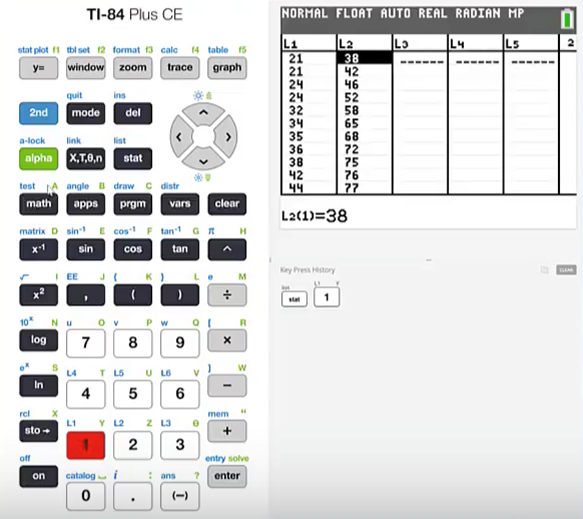 TI-84 Plus CE
stat plot f1 tbl set f2 format f3 calc f4 table f5
y= window zoom trace graph
quit ins
2nd mode del
a-lock link list
alpha X,T,θ,n stat
test A angle B draw C distr
math apps prgm vars clear
matrix D sin⁻¹ E cos⁻¹ F tan⁻¹ G π H
x⁻¹ sin cos tan ^
√ I EE J { K } L e M
x² , ( ) ÷
10ˣ N u O v P w Q [ R
log 7 8 9 ×
eˣ S L4 T L5 U L6 V ] W
ln 4 5 6 −
rcl X L1 Y L2 Z L3 θ mem “
sto→ 1 2 3 +
off catalog i : ans ? entry solve
on 0 . (−) enter
NORMAL FLOAT AUTO REAL RADIAN MP
L1 L2 L3 L4 L5 2
21 38 ------ ------ ------
21 42
24 46
24 52
32 58
34 65
35 68
36 72
38 75
42 76
44 77
L2(1)=38
Key Press History CLEAR
list L1 Y
stat 1